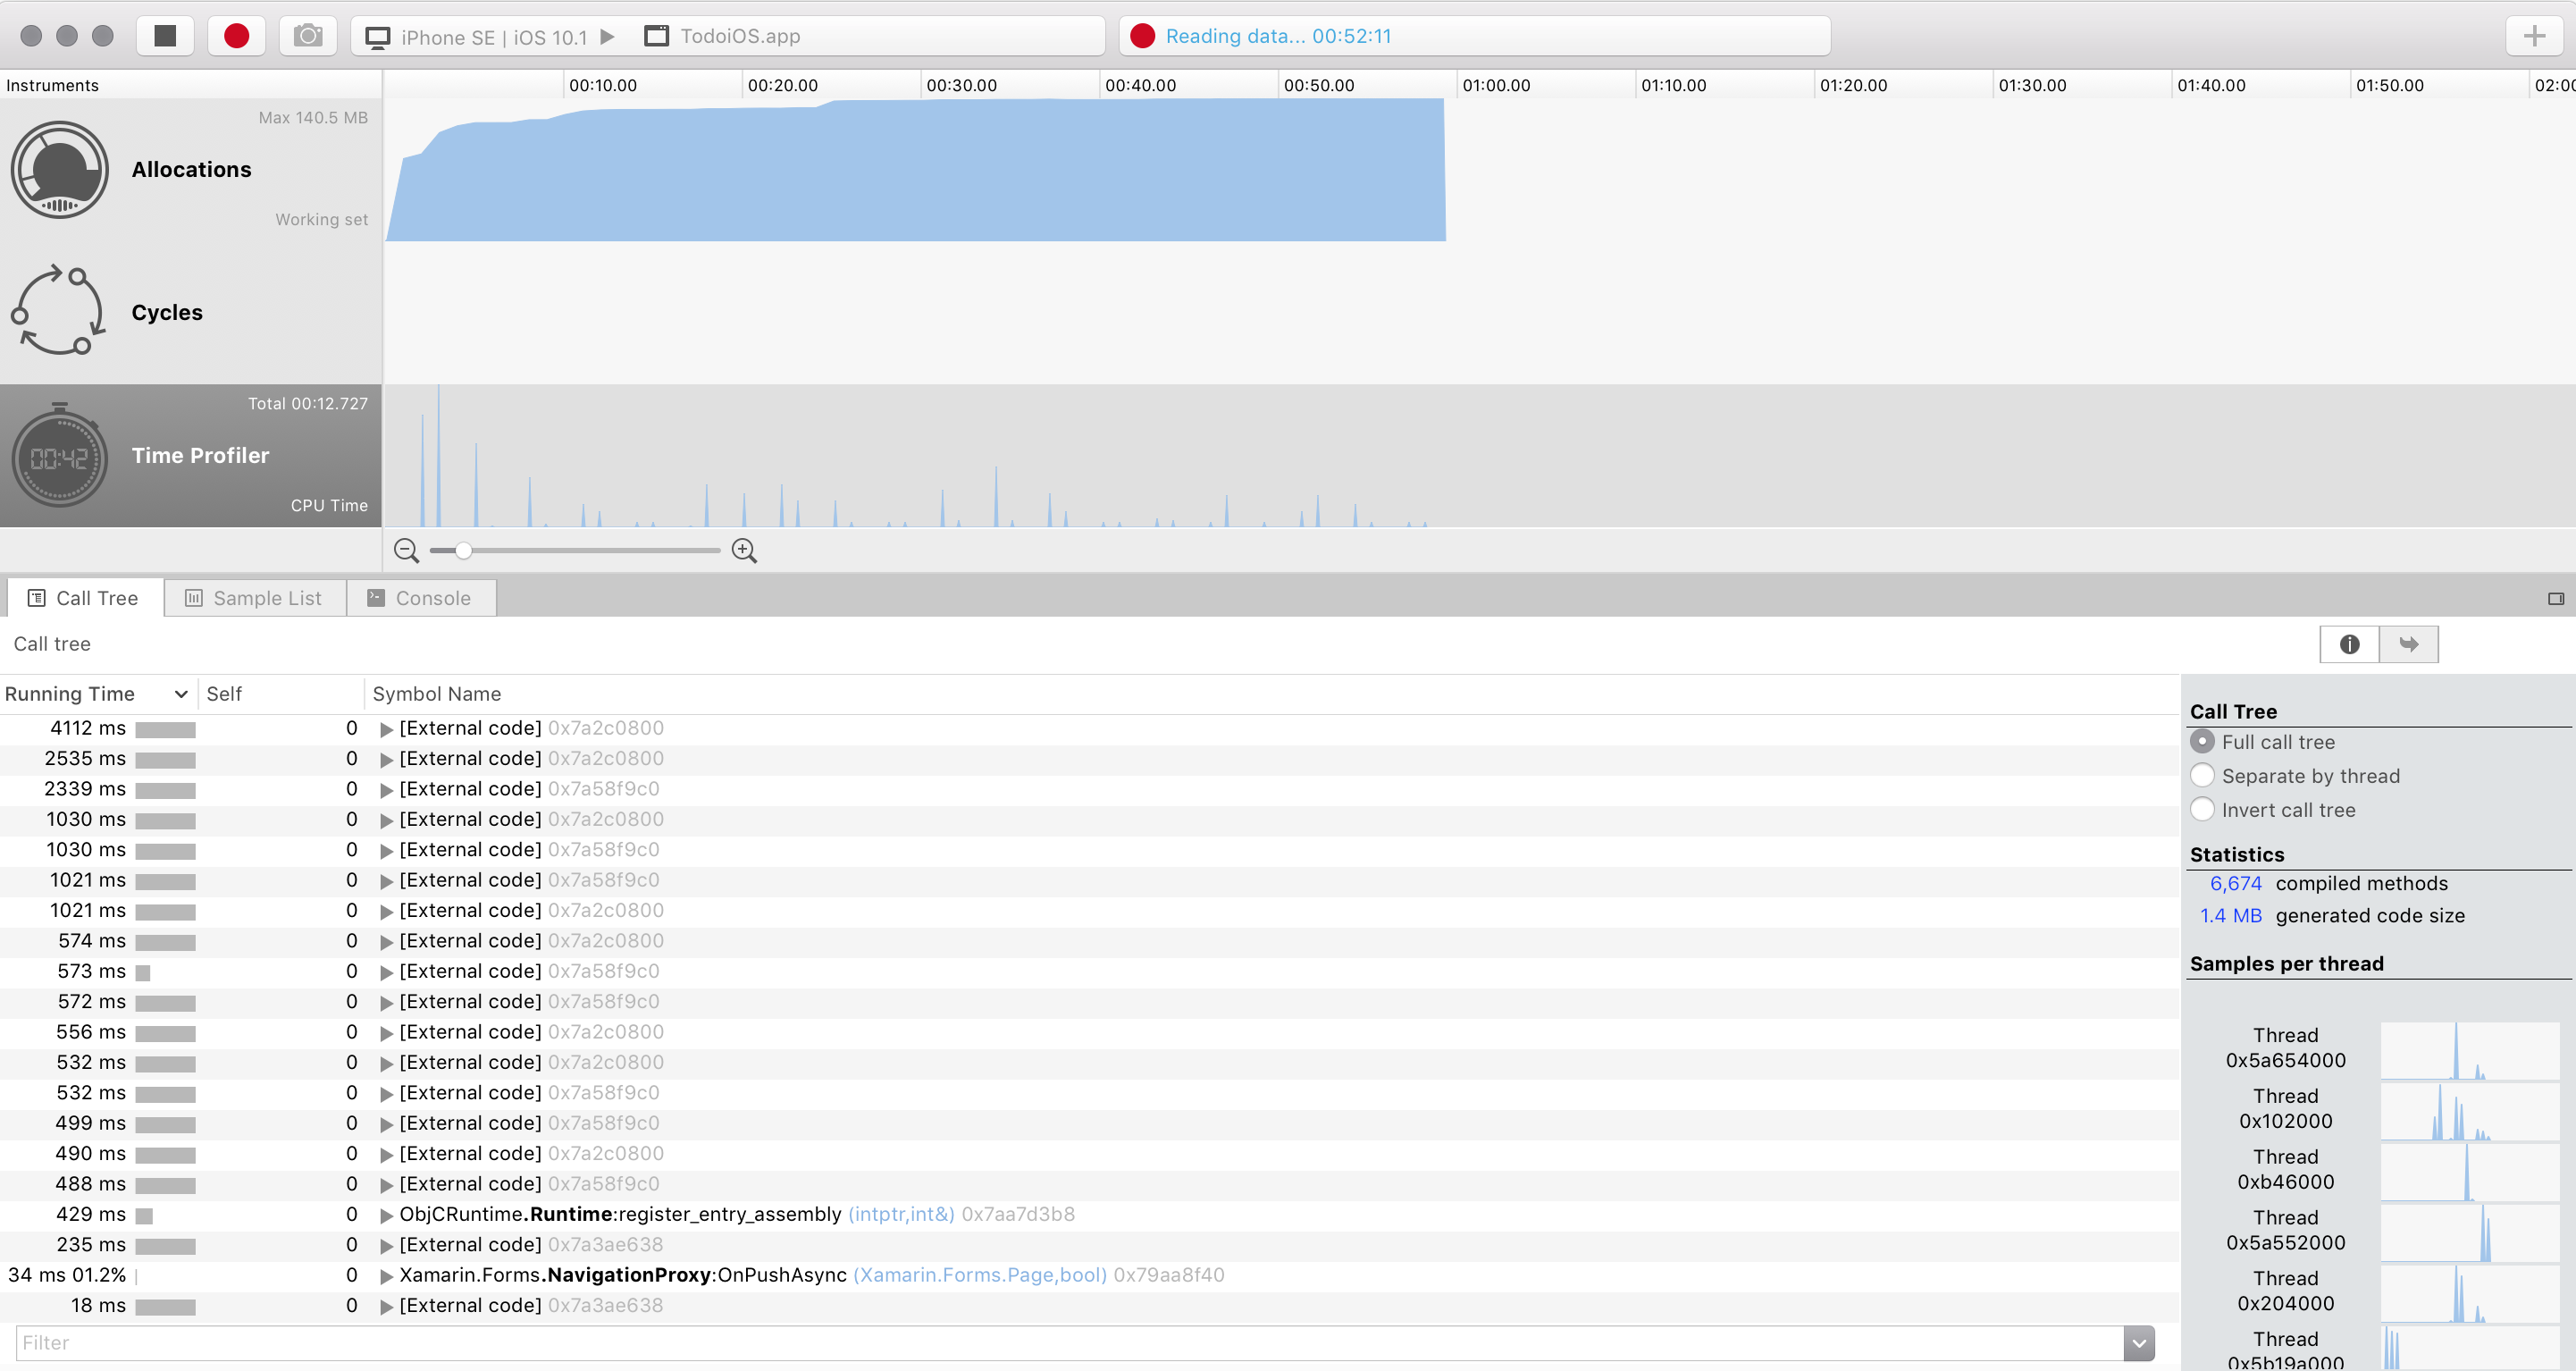 iPhone SE | iOS 10.1 TodoiOS.app
Reading data... 00:52:11
Instruments
00:10.00 00:20.00 00:30.00 00:40.00 00:50.00 01:00.00 01:10.00 01:20.00 01:30.00 01:40.00 01:50.00
Max 140.5 MB
Allocations
Working set
Cycles
Total 00:12.727
00:42
Time Profiler
CPU Time
Call Tree Sample List Console
Call tree
Running Time Self Symbol Name
4112 ms 0 [External code] 0x7a2c0800
2535 ms 0 [External code] 0x7a2c0800
2339 ms 0 [External code] 0x7a58f9c0
1030 ms 0 [External code] 0x7a2c0800
1030 ms 0 [External code] 0x7a58f9c0
1021 ms 0 [External code] 0x7a58f9c0
1021 ms 0 [External code] 0x7a2c0800
574 ms 0 [External code] 0x7a2c0800
573 ms 0 [External code] 0x7a58f9c0
572 ms 0 [External code] 0x7a58f9c0
556 ms 0 [External code] 0x7a2c0800
532 ms 0 [External code] 0x7a2c0800
532 ms 0 [External code] 0x7a58f9c0
499 ms 0 [External code] 0x7a58f9c0
490 ms 0 [External code] 0x7a2c0800
488 ms 0 [External code] 0x7a58f9c0
429 ms 0 ObjCRuntime.Runtime:register_entry_assembly (intptr,int&) 0x7aa7d3b8
235 ms 0 [External code] 0x7a3ae638
34 ms 01.2% 0 Xamarin.Forms.NavigationProxy:OnPushAsync (Xamarin.Forms.Page,bool) 0x79aa8f40
18 ms 0 [External code] 0x7a3ae638
Filter
Call Tree
Full call tree
Separate by thread
Invert call tree
Statistics
6,674 compiled methods
1.4 MB generated code size
Samples per thread
Thread
0x5a654000
Thread
0x102000
Thread
0xb46000
Thread
0x5a552000
Thread
0x204000
Thread
0x5b19a000